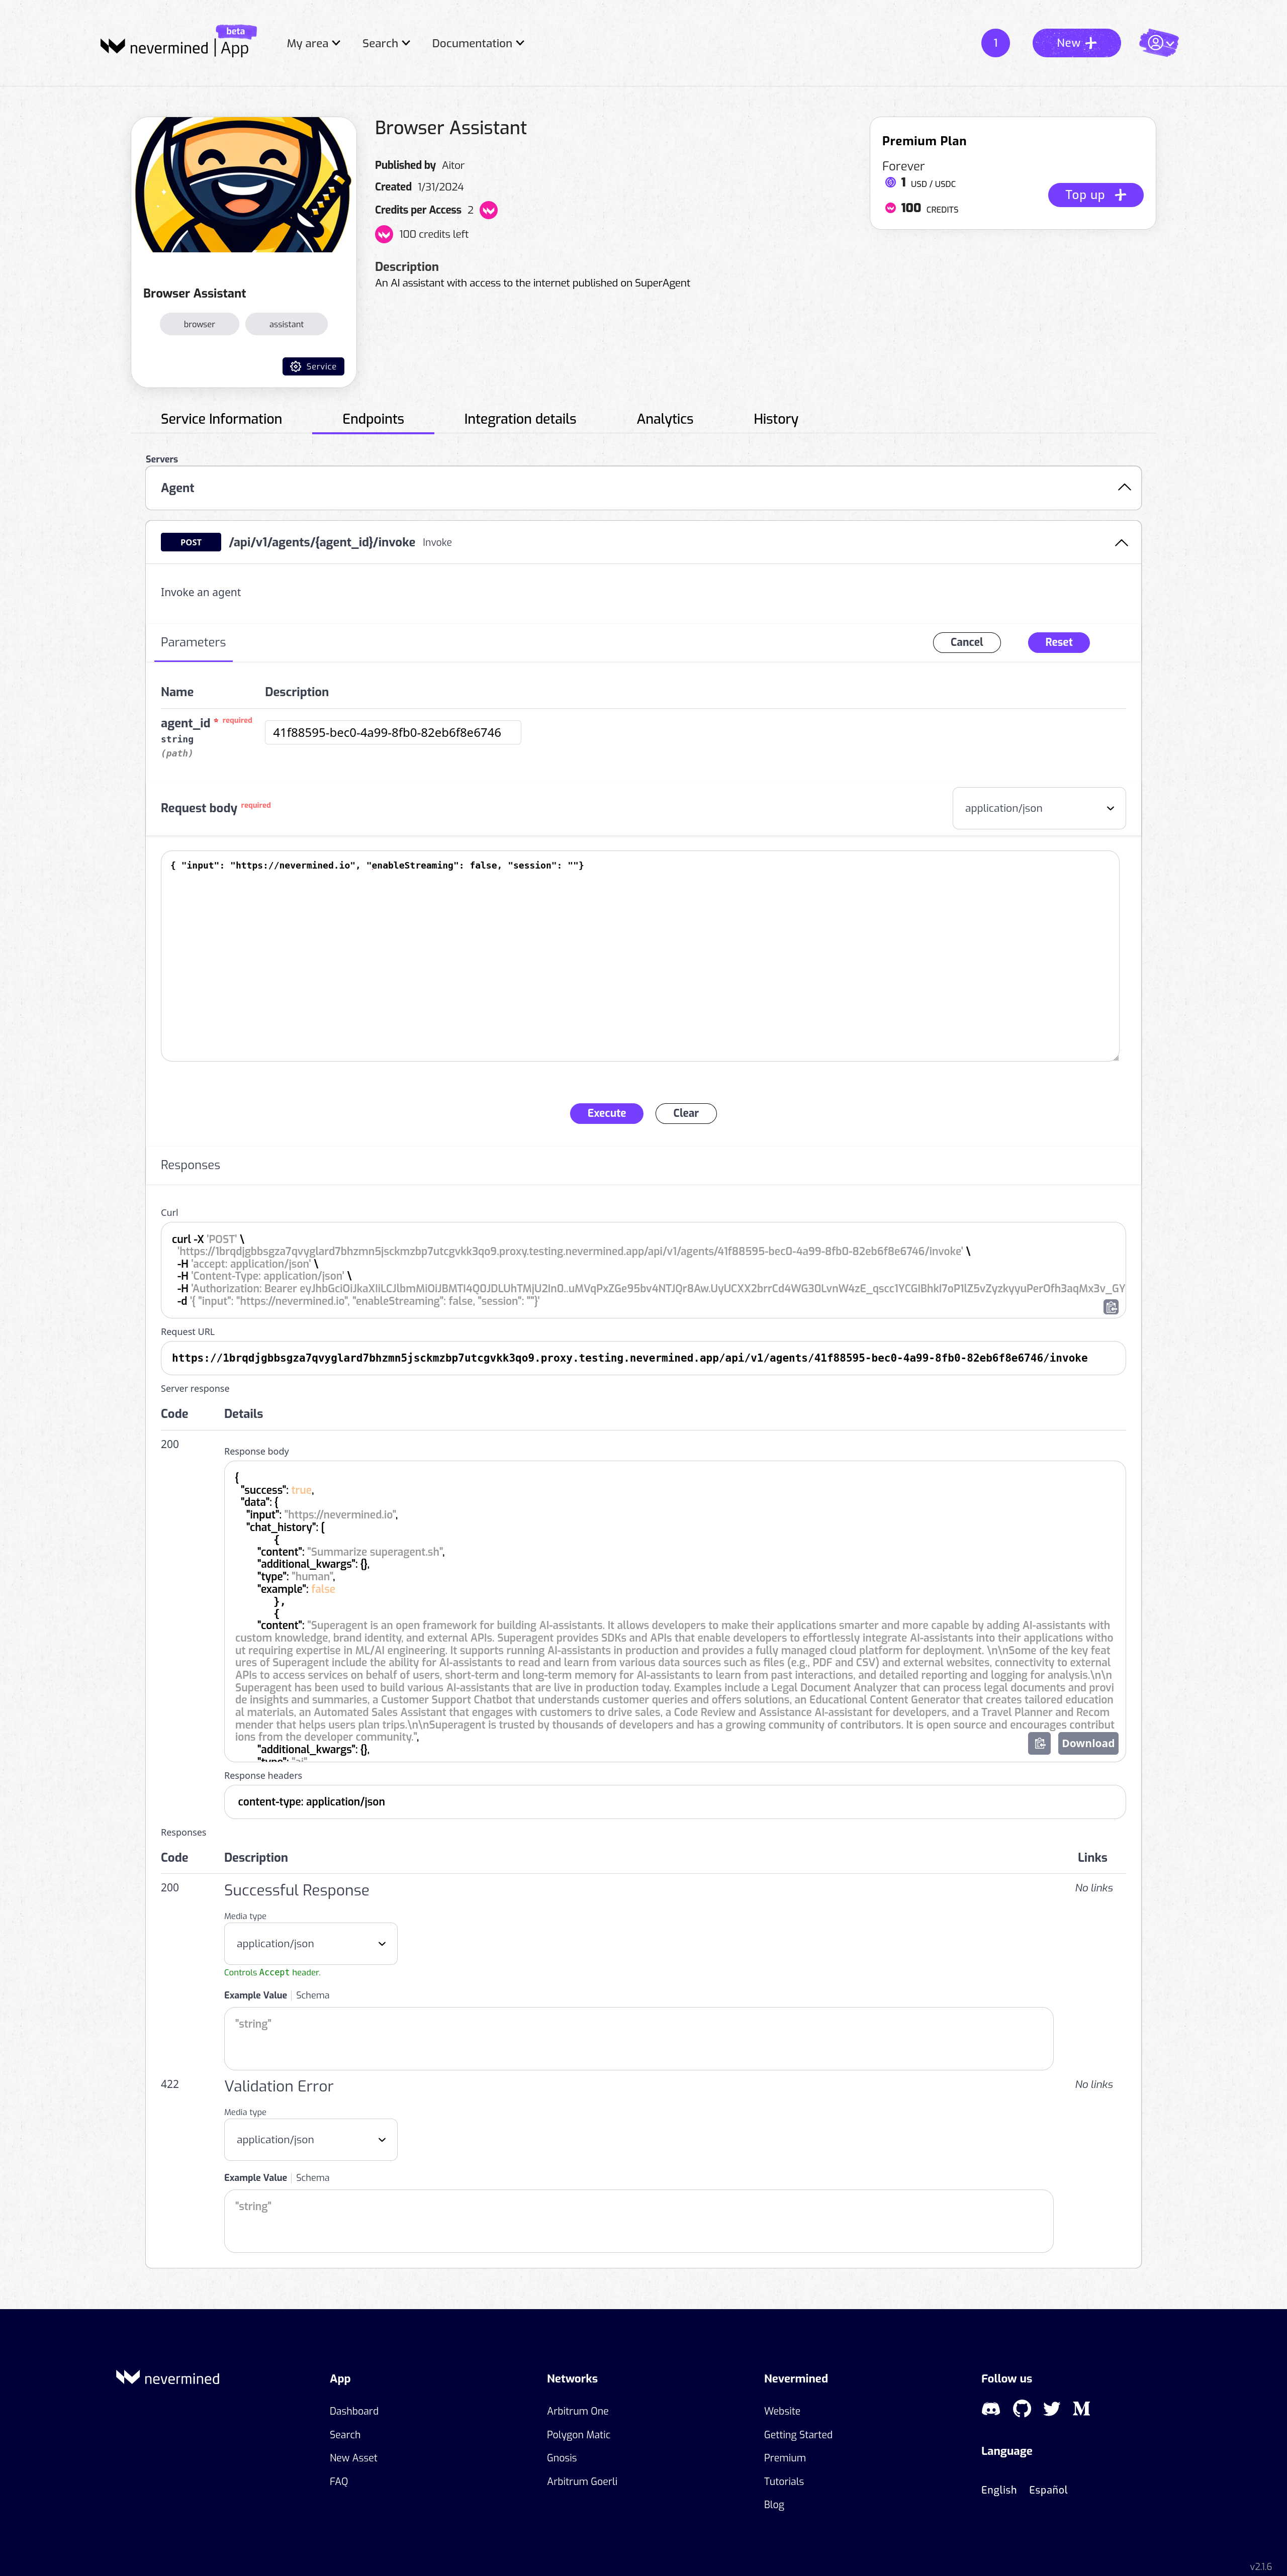 nevermined | App
beta
My area
Search
Documentation
1
New
Browser Assistant
browser
assistant
Service
Browser Assistant
Published by Aitor
Created 1/31/2024
Credits per Access 2
100 credits left
Description
An AI assistant with access to the internet published on SuperAgent
Premium Plan
Forever
1 USD / USDC
100 CREDITS
Top up
Service Information
Endpoints
Integration details
Analytics
History
Servers
Agent
POST /api/v1/agents/{agent_id}/invoke Invoke
Invoke an agent
Parameters
Cancel
Reset
Name Description
agent_id * required
string
(path)
41f88595-bec0-4a99-8fb0-82eb6f8e6746
Request body required
application/json
{ "input": "https://nevermined.io", "enableStreaming": false, "session": ""}
Execute
Clear
Responses
Curl
curl -X 'POST' \
'https://1brqdjgbbsgza7qvyglard7bhzmn5jsckmzbp7utcgvkk3qo9.proxy.testing.nevermined.app/api/v1/agents/41f88595-bec0-4a99-8fb0-82eb6f8e6746/invoke' \
-H 'accept: application/json' \
-H 'Content-Type: application/json' \
-H 'Authorization: Bearer
-d '{ "input": "https://nevermined.io", "enableStreaming": false, "session": ""}'
Request URL
https://1brqdjgbbsgza7qvyglard7bhzmn5jsckmzbp7utcgvkk3qo9.proxy.testing.nevermined.app/api/v1/agents/41f88595-bec0-4a99-8fb0-82eb6f8e6746/invoke
Server response
Code Details
200
Response body
{
"success": true,
"data": {
"input": "https://nevermined.io",
"chat_history": [
{
"content": "Summarize superagent.sh",
"additional_kwargs": {},
"type": "human",
"example": false
},
{
"content": "Superagent is an open framework for building AI-assistants. It allows developers to make their applications smarter and more capable by adding AI-assistants with
custom knowledge, brand identity, and external APIs. Superagent provides SDKs and APIs that enable developers to effortlessly integrate AI-assistants into their applications witho
ut requiring expertise in ML/AI engineering. It supports running AI-assistants in production and provides a fully managed cloud platform for deployment. \n\nSome of the key feat
ures of Superagent include the ability for AI-assistants to read and learn from various data sources such as files (e.g., PDF and CSV) and external websites, connectivity to external
APIs to access services on behalf of users, short-term and long-term memory for AI-assistants to learn from past interactions, and detailed reporting and logging for analysis.\n\n
Superagent has been used to build various AI-assistants that are live in production today. Examples include a Legal Document Analyzer that can process legal documents and provi
de insights and summaries, a Customer Support Chatbot that understands customer queries and offers solutions, an Educational Content Generator that creates tailored education
al materials, an Automated Sales Assistant that engages with customers to drive sales, a Code Review and Assistance AI-assistant for developers, and a Travel Planner and Recom
mender that helps users plan trips.\n\nSuperagent is trusted by thousands of developers and has a growing community of contributors. It is open source and encourages contribut
ions from the developer community.",
"additional_kwargs": {},
"type": "ai"
Download
Response headers
content-type: application/json
Responses
Code Description Links
200 Successful Response No links
Media type
application/json
Controls Accept header.
Example Value Schema
"string"
422 Validation Error No links
Media type
application/json
Example Value Schema
"string"
nevermined
App
Dashboard
Search
New Asset
FAQ
Networks
Arbitrum One
Polygon Matic
Gnosis
Arbitrum Goerli
Nevermined
Website
Getting Started
Premium
Tutorials
Blog
Follow us
Language
English Español
v2.1.6